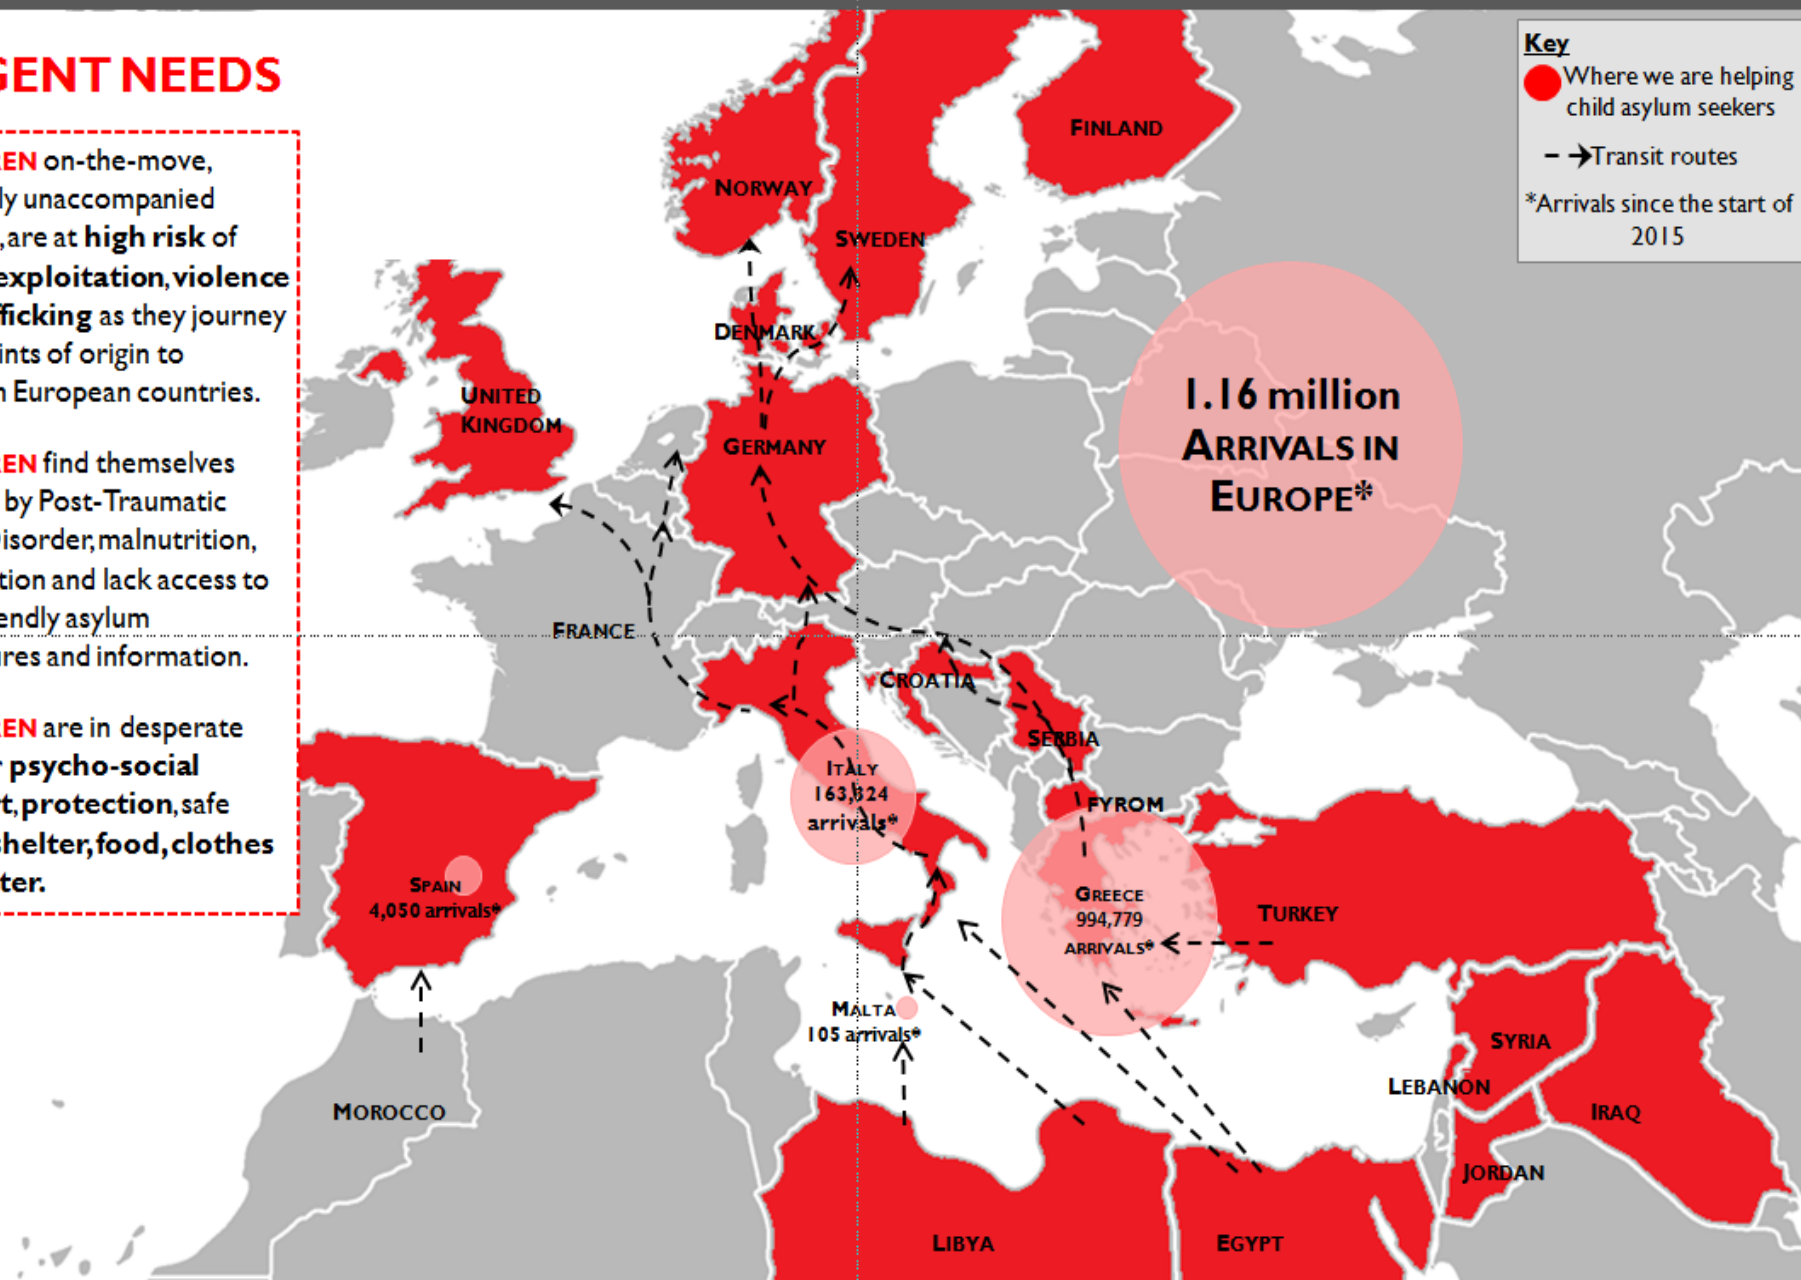 GENT NEEDS
EN on-the-move,
ly unaccompanied
, are at high risk of
exploitation, violence
fficking as they journey
ints of origin to
n European countries.
EN find themselves
by Post-Traumatic
isorder, malnutrition,
tion and lack access to
endly asylum
ures and information.
EN are in desperate
r psycho-social
t, protection, safe
shelter, food, clothes
ter.
Key
Where we are helping
child asylum seekers
Transit routes
*Arrivals since the start of
2015
FINLAND
NORWAY
SWEDEN
DENMARK
UNITED
KINGDOM
GERMANY
1.16 million
ARRIVALS IN
EUROPE*
FRANCE
CROATIA
SERBIA
ITALY
163,324
arrivals*
FYROM
SPAIN
4,050 arrivals*
GREECE
994,779
ARRIVALS*
TURKEY
MALTA
105 arrivals*
SYRIA
LEBANON
IRAQ
MOROCCO
JORDAN
LIBYA
EGYPT